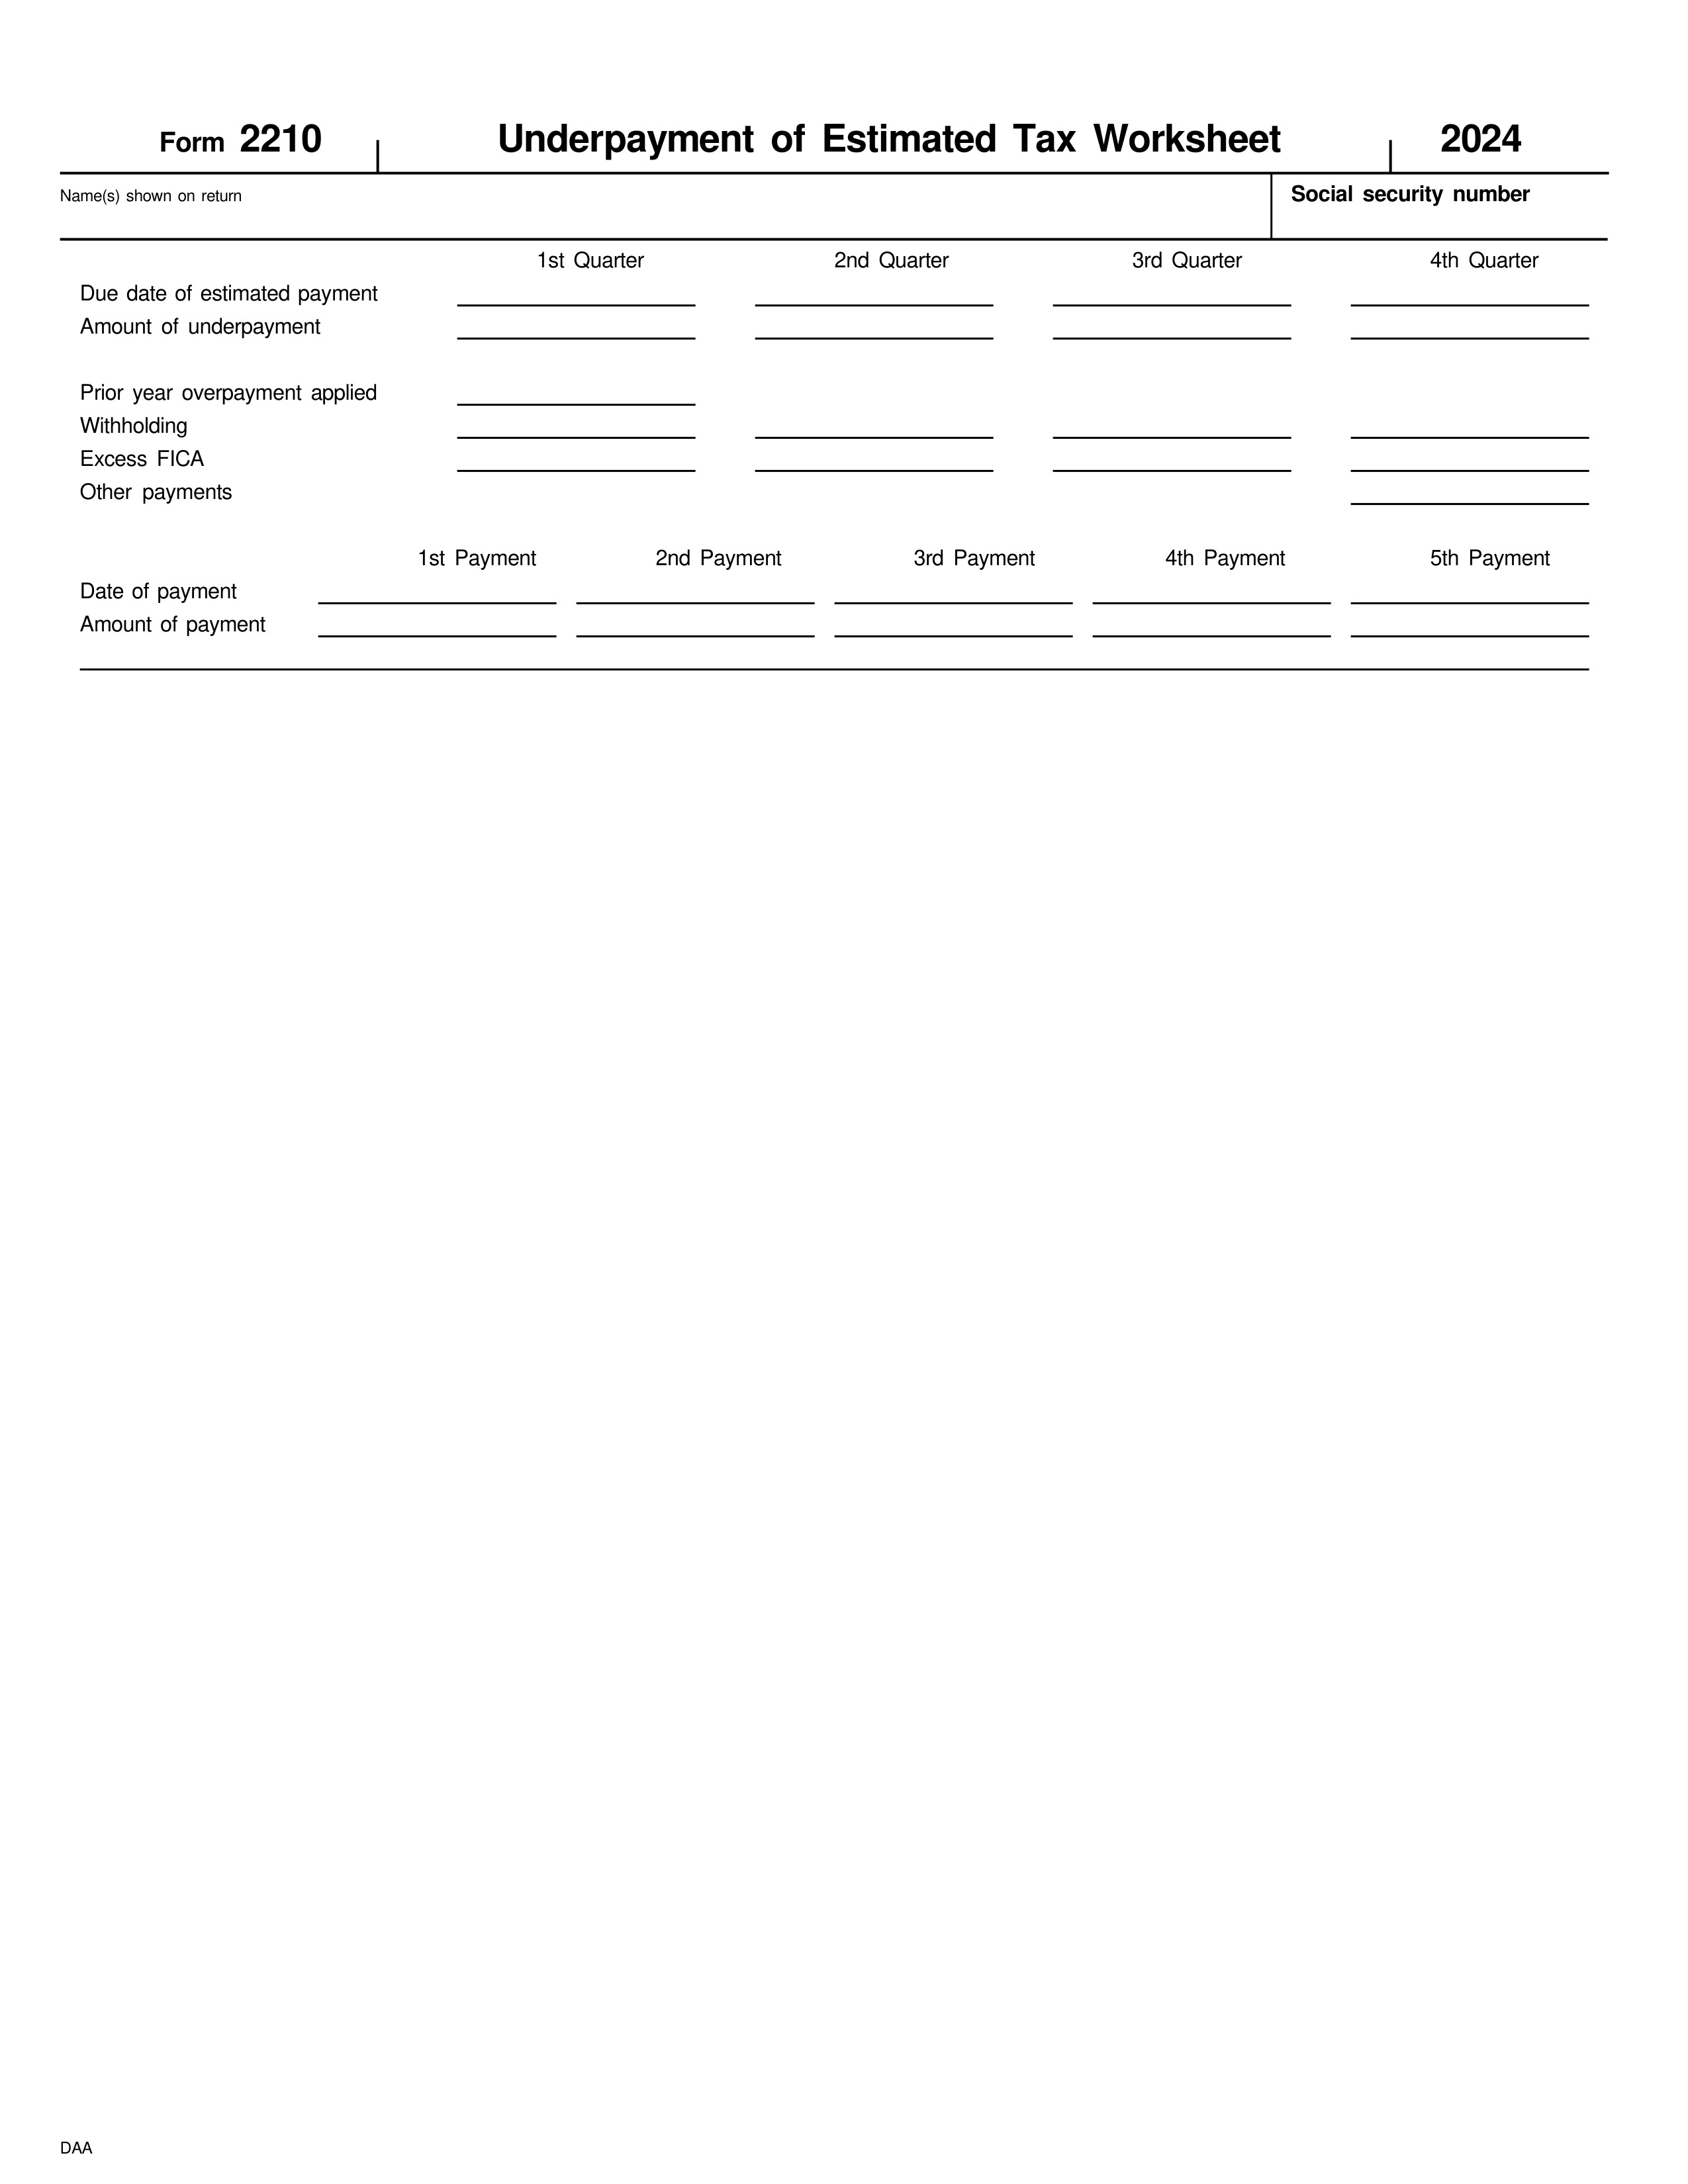 Form 2210 Underpayment of Estimated Tax Worksheet 2024
Name(s) shown on return Social security number
1st Quarter 2nd Quarter 3rd Quarter 4th Quarter
Due date of estimated payment
Amount of underpayment
Prior year overpayment applied
Withholding
Excess FICA
Other payments
1st Payment 2nd Payment 3rd Payment 4th Payment 5th Payment
Date of payment
Amount of payment
DAA